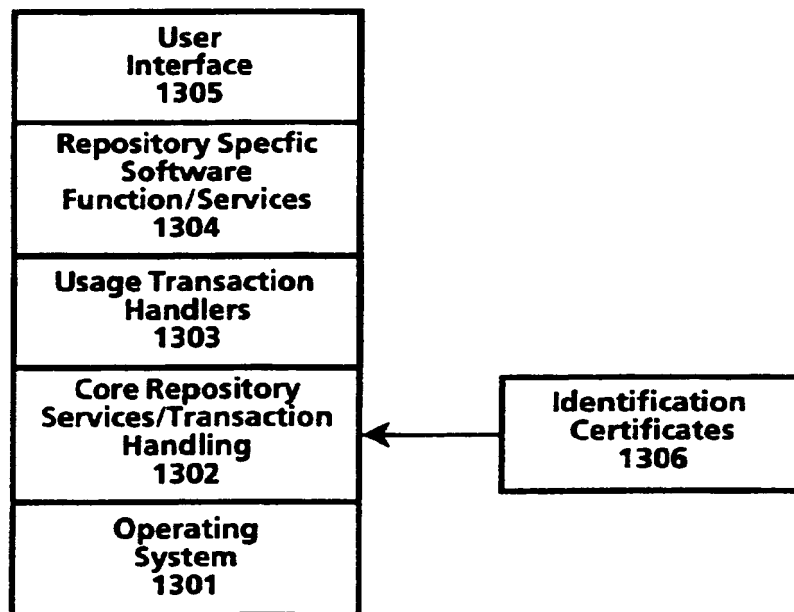 User
Interface
1305
Repository Specfic
Software
Function/Services
1304
Usage Transaction
Handlers
1303
Core Repository
Services/Transaction
Handling
1302
Identification
Certificates
1306
Operating
System
1301